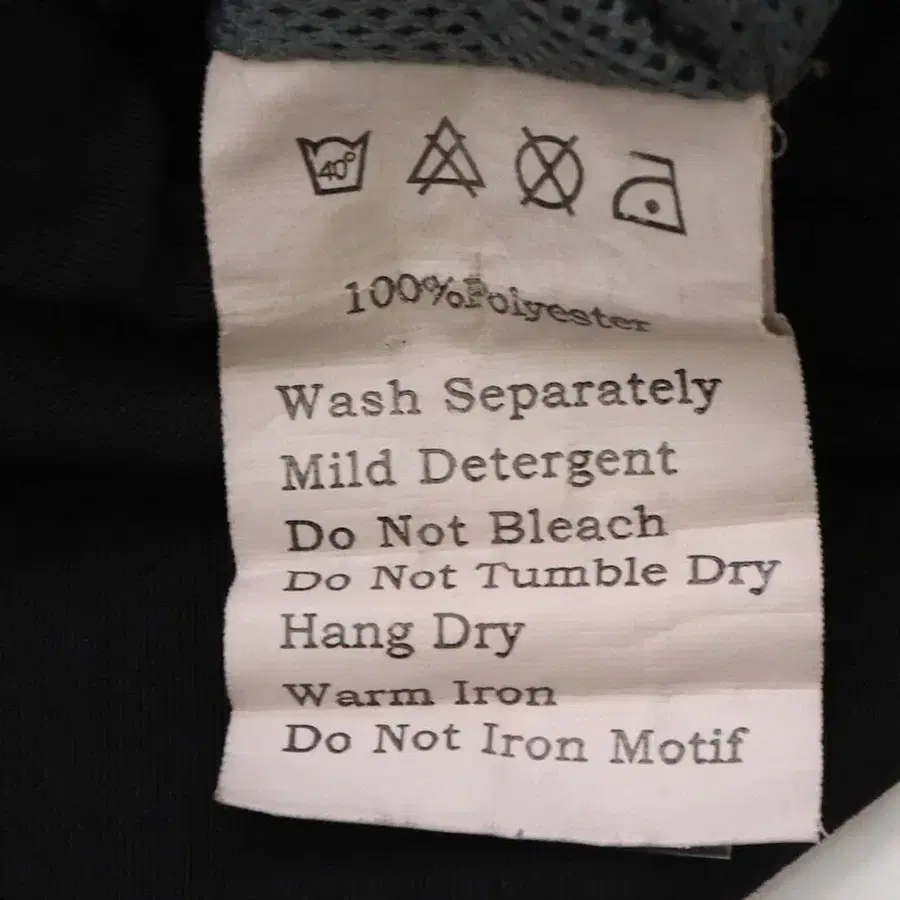 40°
100%Polyester
Wash Separately
Mild Detergent
Do Not Bleach
Do Not Tumble Dry
Hang Dry
Warm Iron
Do Not Iron Motif